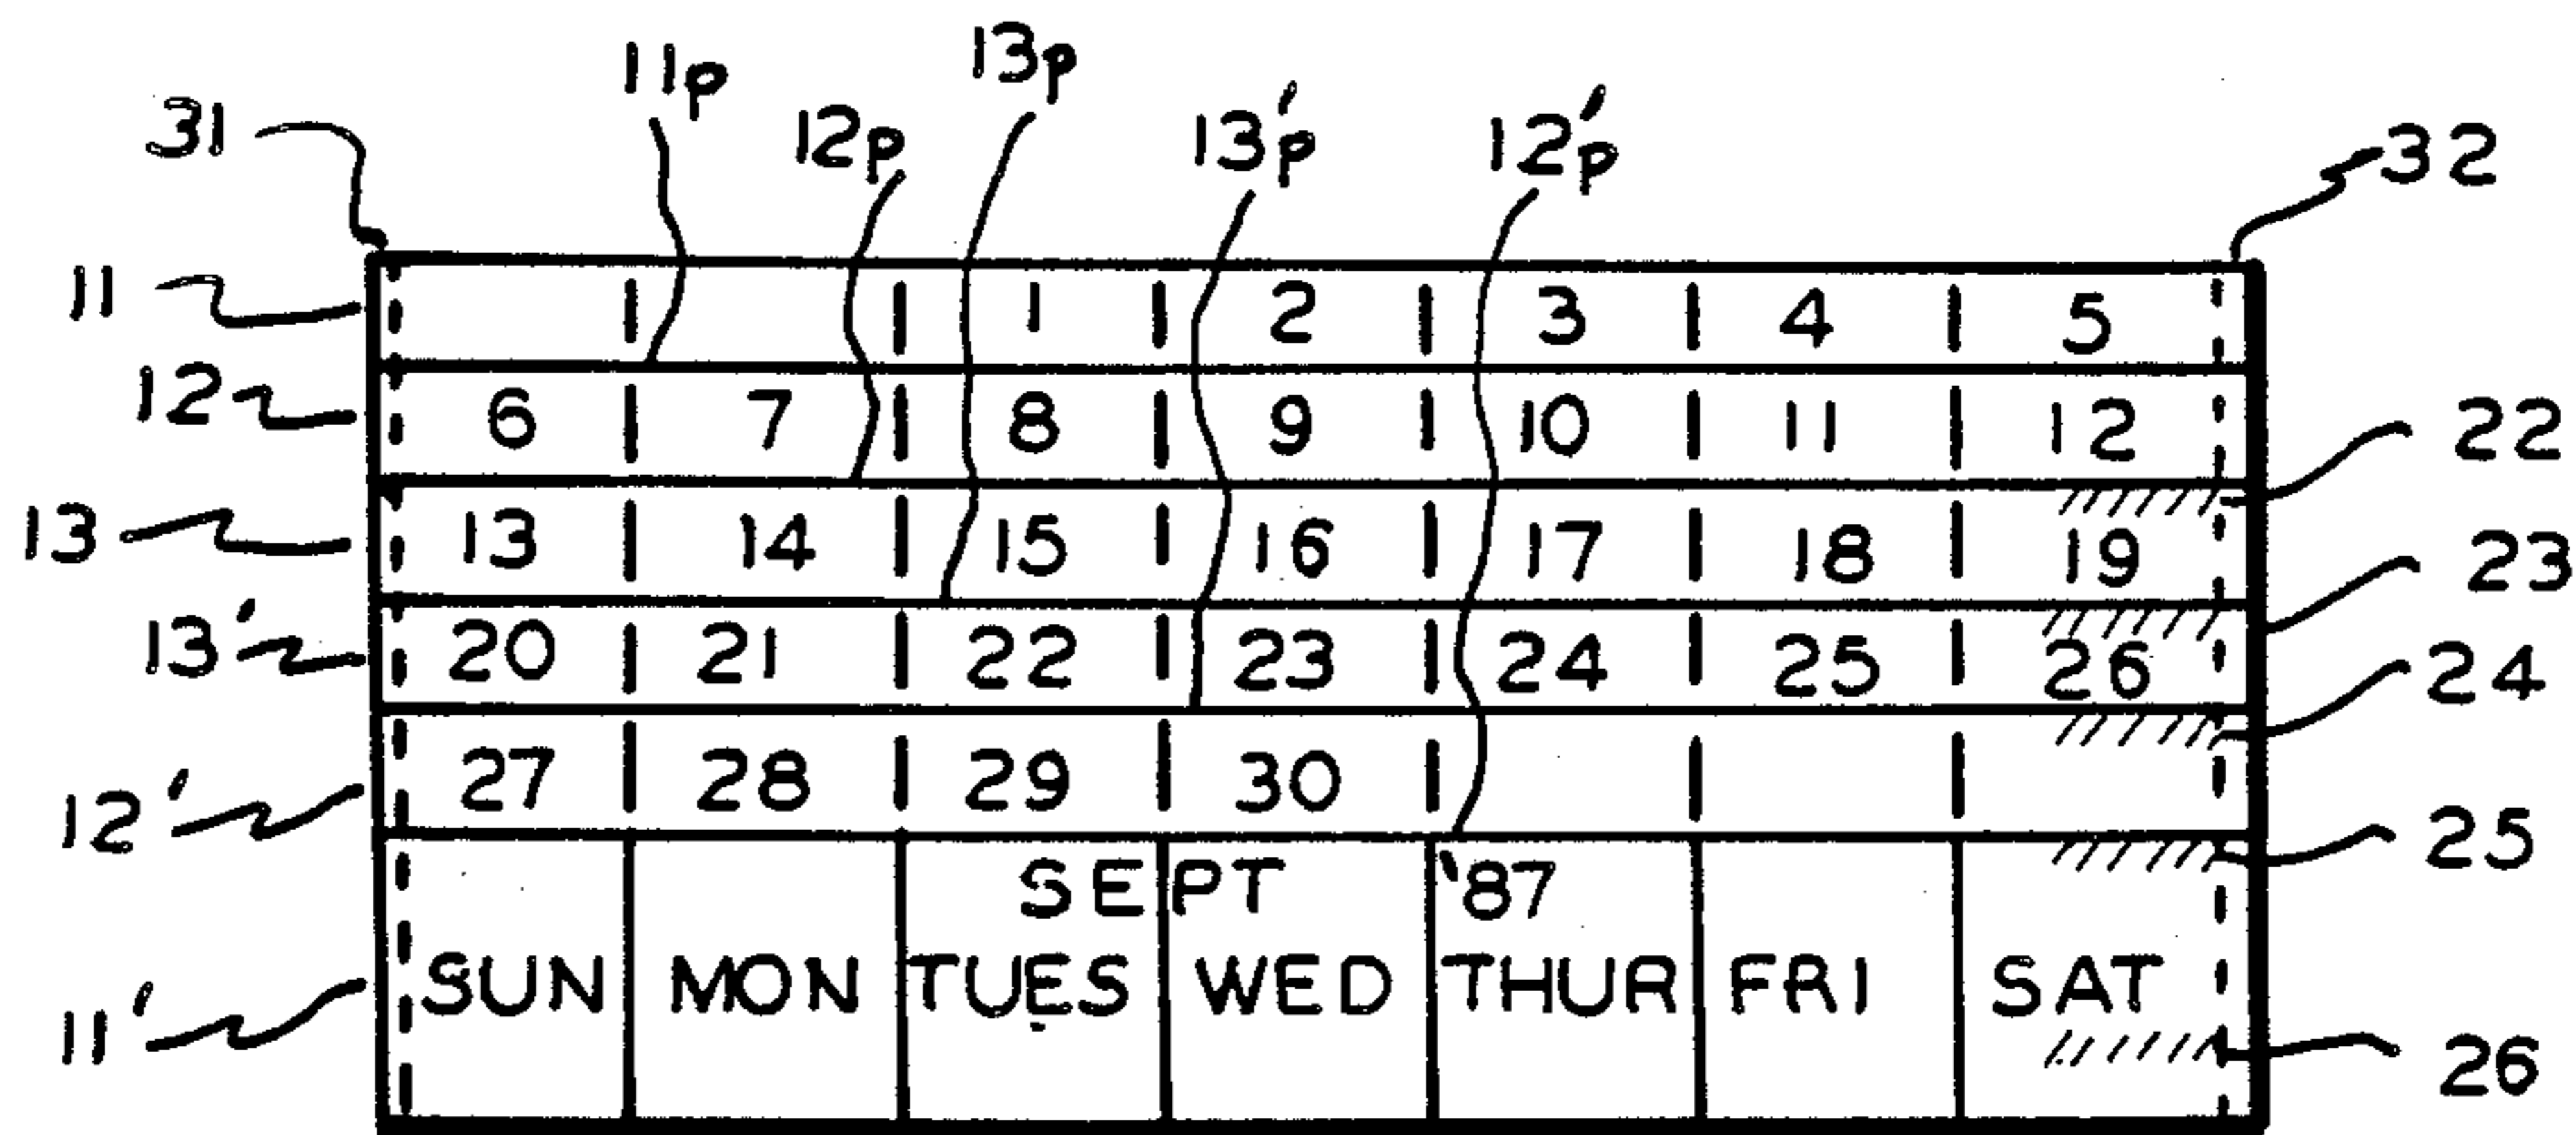 11p 13p
31 12p 13'p 12'p 32
11 1 2 3 4 5
12 6 7 8 9 10 11 12 22
13 13 14 15 16 17 18 19 23
13' 20 21 22 23 24 25 26 24
12' 27 28 29 30 25
SEPT '87
11' SUN MON TUES WED THUR FRI SAT
26